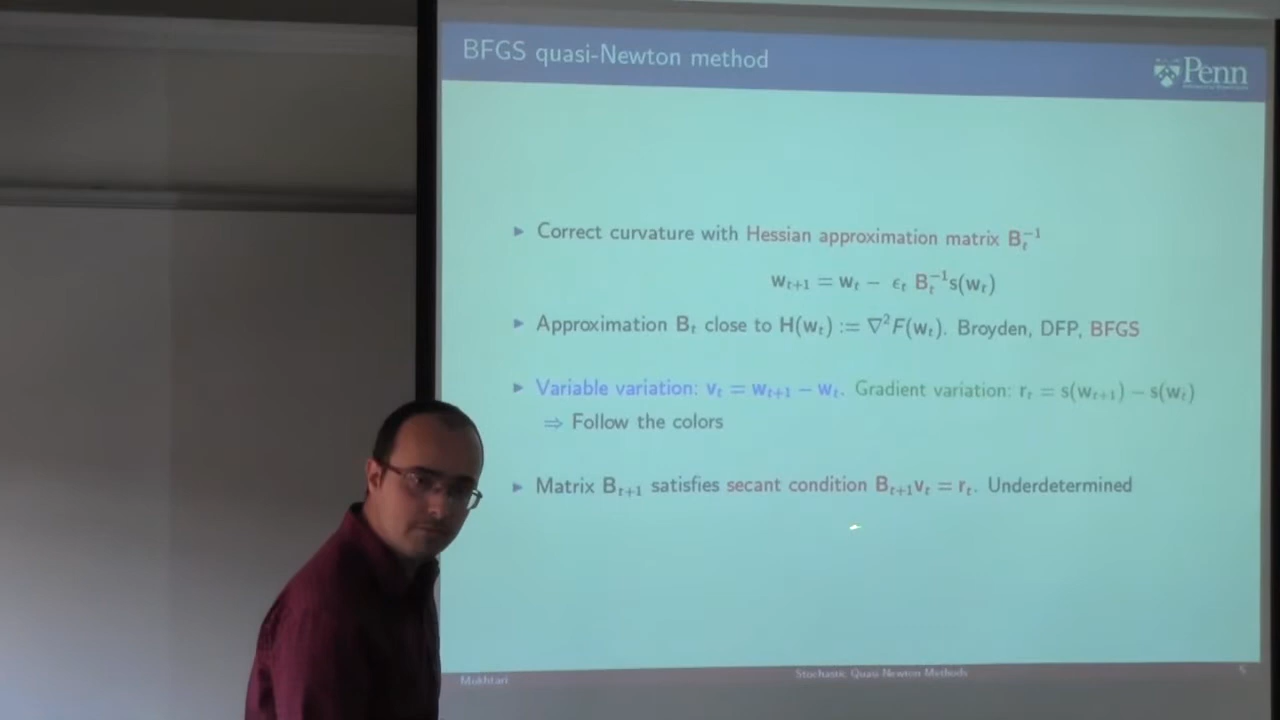 BFGS quasi-Newton method
Penn
► Correct curvature with Hessian approximation matrix B_t^{-1}
w_{t+1} = w_t − ϵ_t B_t^{-1} s(w_t)
► Approximation B_t close to H(w_t) := ∇²F(w_t). Broyden, DFP, BFGS
► Variable variation: v_t = w_{t+1} − w_t. Gradient variation: r_t = s(w_{t+1}) − s(w_t)
⇒ Follow the colors
► Matrix B_{t+1} satisfies secant condition B_{t+1}v_t = r_t. Underdetermined
Mokhtari Stochastic Quasi Newton Methods